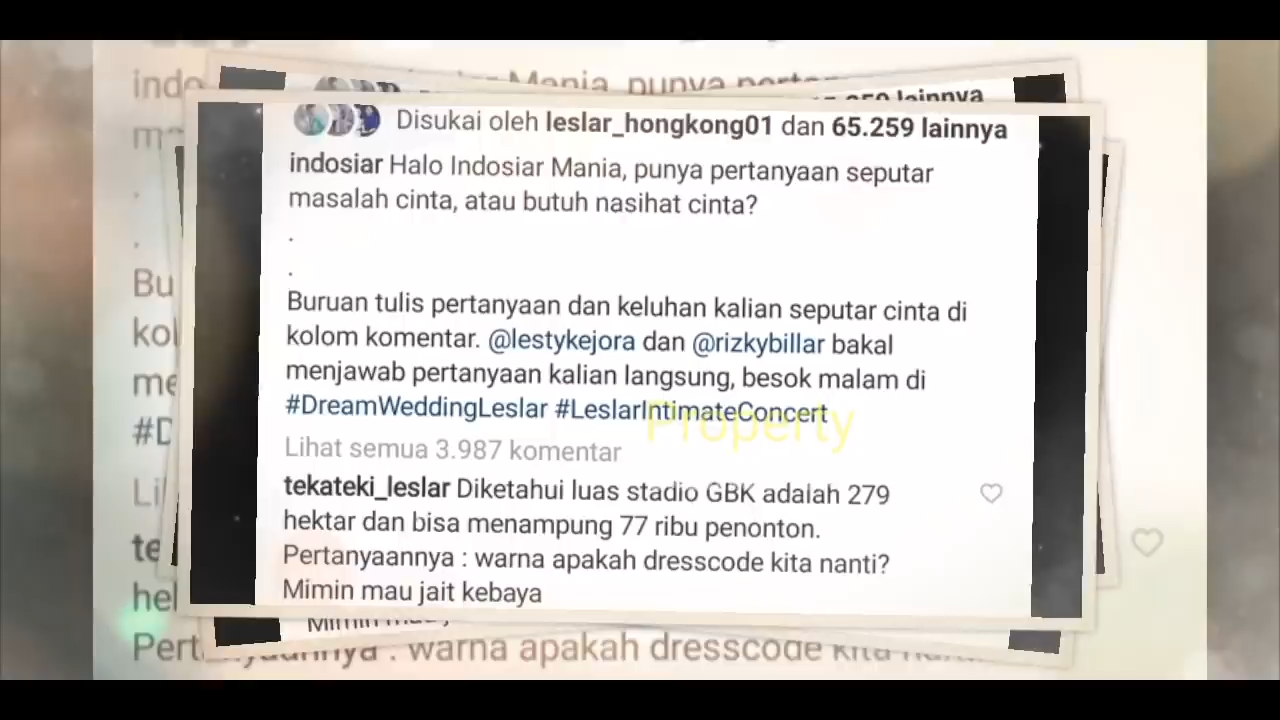 Disukai oleh leslar_hongkong01 dan 65.259 lainnya
indosiar Halo Indosiar Mania, punya pertanyaan seputar
masalah cinta, atau butuh nasihat cinta?
.
.
Buruan tulis pertanyaan dan keluhan kalian seputar cinta di
kolom komentar. @lestykejora dan @rizkybillar bakal
menjawab pertanyaan kalian langsung, besok malam di
#DreamWeddingLeslar #LeslarIntimateConcert
Property
Lihat semua 3.987 komentar
tekateki_leslar Diketahui luas stadio GBK adalah 279
hektar dan bisa menampung 77 ribu penonton.
Pertanyaannya : warna apakah dresscode kita nanti?
Mimin mau jait kebaya